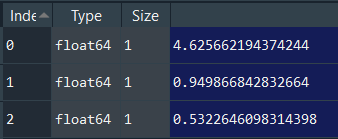 Inde Type Size
0 float64 1 4.625662194374244
1 float64 1 0.949866842832664
2 float64 1 0.5322646098314398